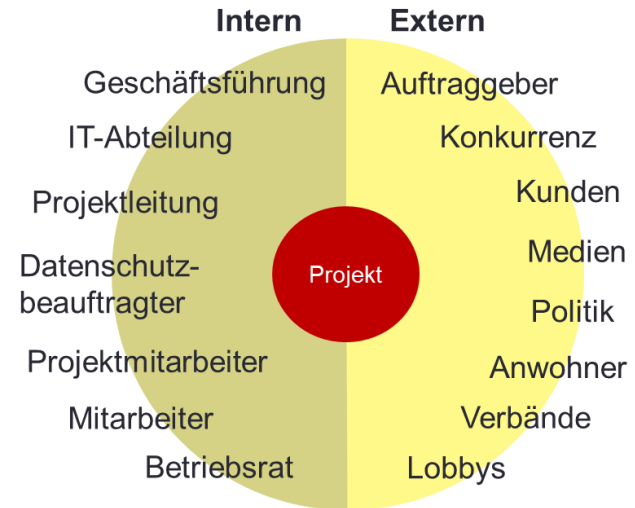 Intern
Extern
Geschäftsführung
Auftraggeber
IT-Abteilung
Konkurrenz
Projektleitung
Kunden
Datenschutz-
beauftragter
Medien
Projekt
Politik
Projektmitarbeiter
Anwohner
Mitarbeiter
Verbände
Betriebsrat
Lobbys